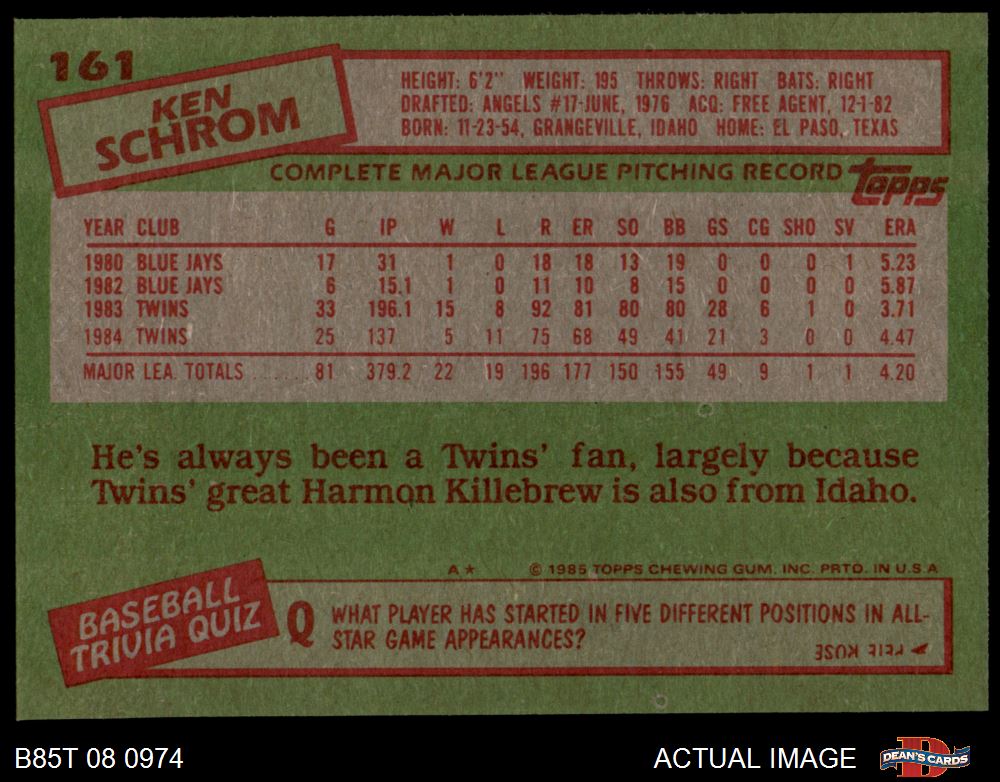 161
KEN
SCHROM
HEIGHT: 6'2" WEIGHT: 195 THROWS: RIGHT BATS: RIGHT
DRAFTED: ANGELS #17-JUNE, 1976 ACQ: FREE AGENT, 12-1-82
BORN: 11-23-54, GRANGEVILLE, IDAHO HOME: EL PASO, TEXAS
COMPLETE MAJOR LEAGUE PITCHING RECORD topps
YEAR CLUB G IP W L R ER SO BB GS CG SHO SV ERA
1980 BLUE JAYS 17 31 1 0 18 18 13 19 0 0 0 1 5.23
1982 BLUE JAYS 6 15.1 1 0 11 10 8 15 0 0 0 0 5.87
1983 TWINS 33 196.1 15 8 92 81 80 80 28 6 1 0 3.71
1984 TWINS 25 137 5 11 75 68 49 41 21 3 0 0 4.47
MAJOR LEA. TOTALS ....... 81 379.2 22 19 196 177 150 155 49 9 1 1 4.20
He's always been a Twins' fan, largely because
Twins' great Harmon Killebrew is also from Idaho.
A★ © 1985 TOPPS CHEWING GUM, INC. PRTD. IN U.S.A
BASEBALL
TRIVIA QUIZ
Q WHAT PLAYER HAS STARTED IN FIVE DIFFERENT POSITIONS IN ALL-
STAR GAME APPEARANCES?
PETE ROSE
B85T 08 0974
ACTUAL IMAGE
D
DEAN'S CARDS